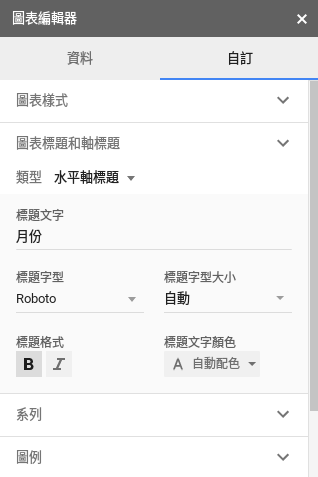 圖表編輯器
資料 自訂
圖表樣式
圖表標題和軸標題
類型 水平軸標題
標題文字
月份
標題字型 標題字型大小
Roboto 自動
標題格式 標題文字顏色
B I A 自動配色
系列
圖例